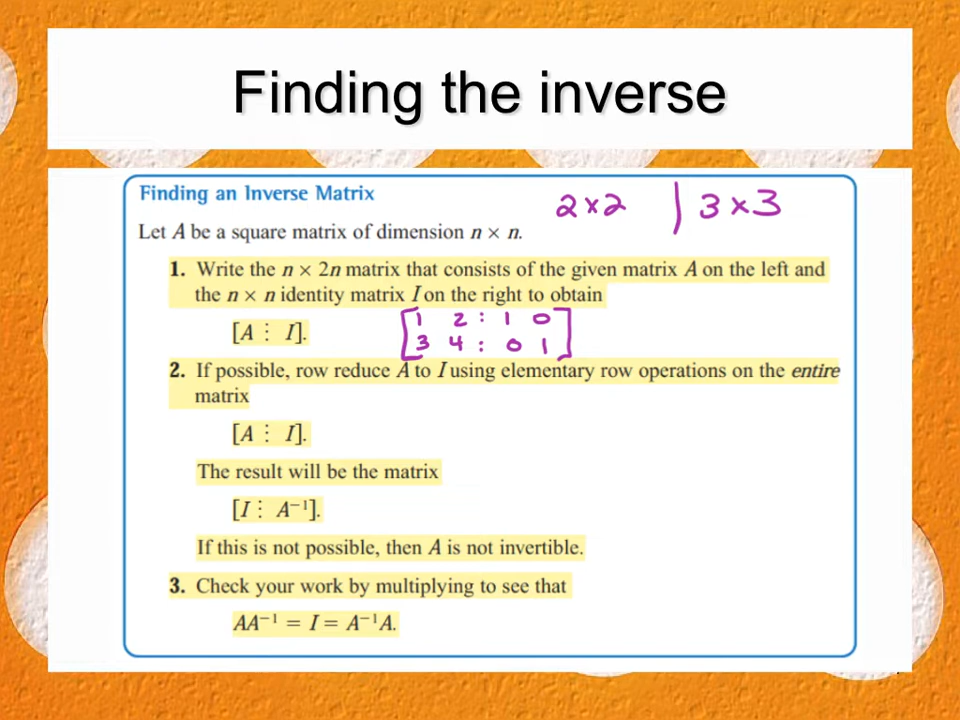 Finding the inverse
Finding an Inverse Matrix
2×2 | 3×3
Let A be a square matrix of dimension n × n.
1. Write the n × 2n matrix that consists of the given matrix A on the left and
the n × n identity matrix I on the right to obtain
[A ⋮ I].
[1 2 : 1 0
3 4 : 0 1]
2. If possible, row reduce A to I using elementary row operations on the entire
matrix
[A ⋮ I].
The result will be the matrix
[I ⋮ A⁻¹].
If this is not possible, then A is not invertible.
3. Check your work by multiplying to see that
AA⁻¹ = I = A⁻¹A.